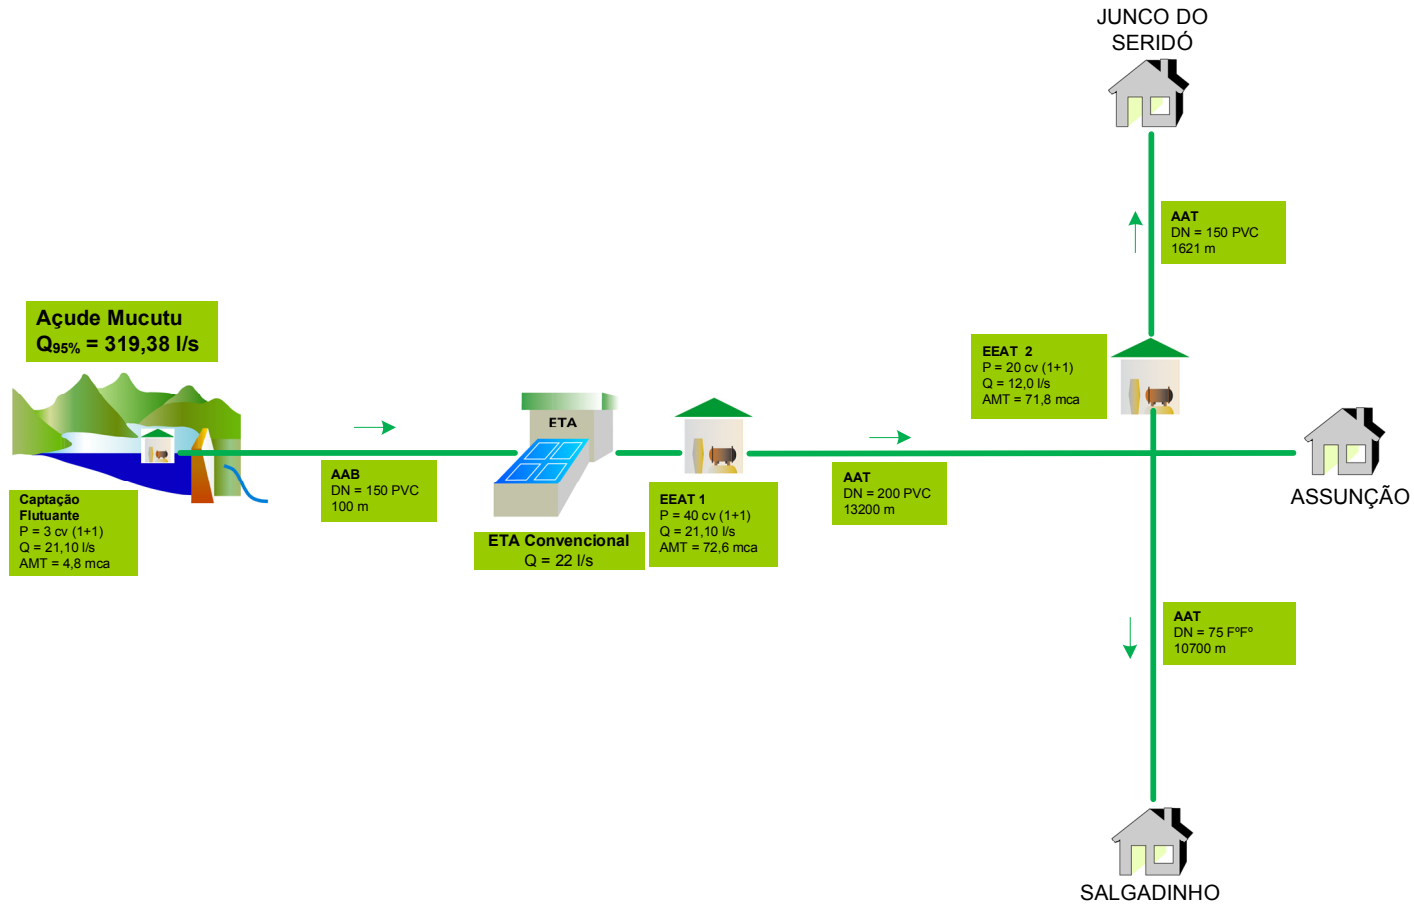 JUNCO DO
SERIDÓ
AAT
DN = 150 PVC
1621 m
Açude Mucutu
Q95% = 319,38 l/s
EEAT 2
P = 20 cv (1+1)
Q = 12,0 l/s
AMT = 71,8 mca
ETA
ASSUNÇÃO
AAB
DN = 150 PVC
100 m
AAT
DN = 200 PVC
13200 m
Captação
Flutuante
P = 3 cv (1+1)
Q = 21,10 l/s
AMT = 4,8 mca
EEAT 1
P = 40 cv (1+1)
Q = 21,10 l/s
AMT = 72,6 mca
ETA Convencional
Q = 22 l/s
AAT
DN = 75 FºFº
10700 m
SALGADINHO